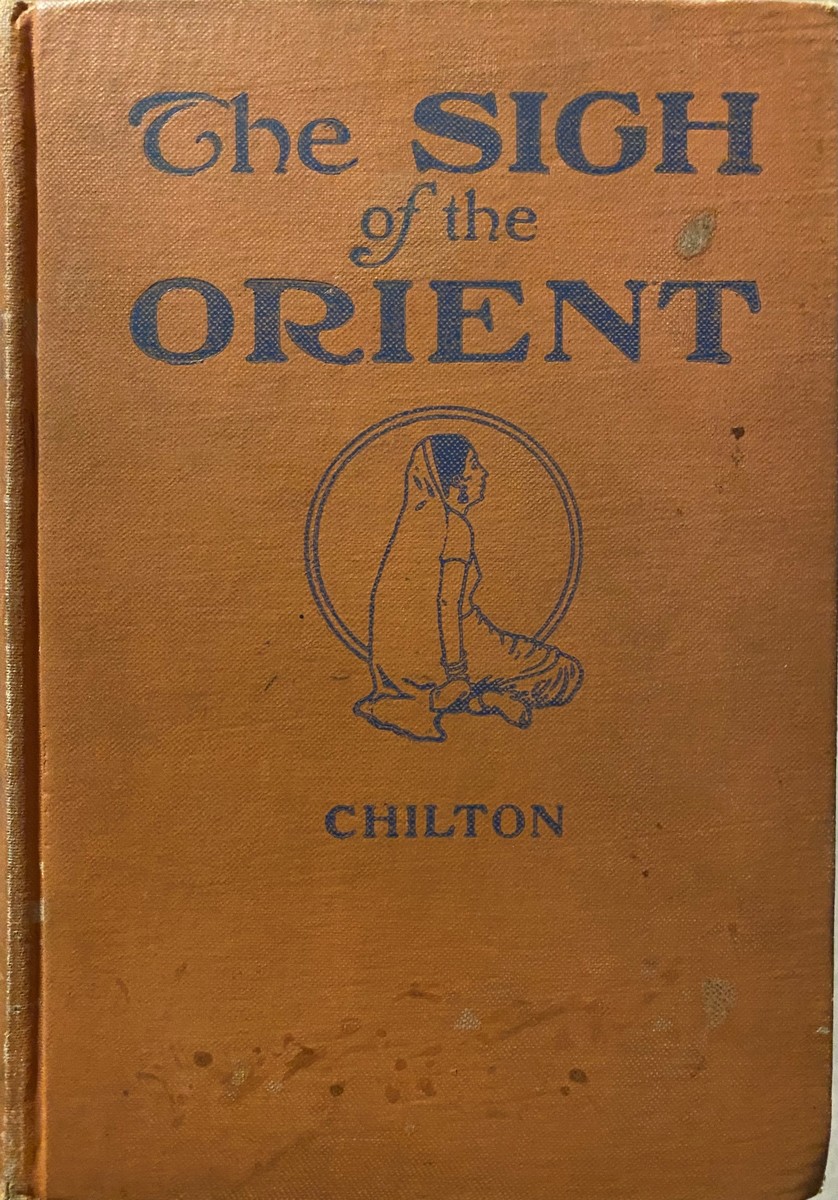 The SIGH
of the
ORIENT
CHILTON